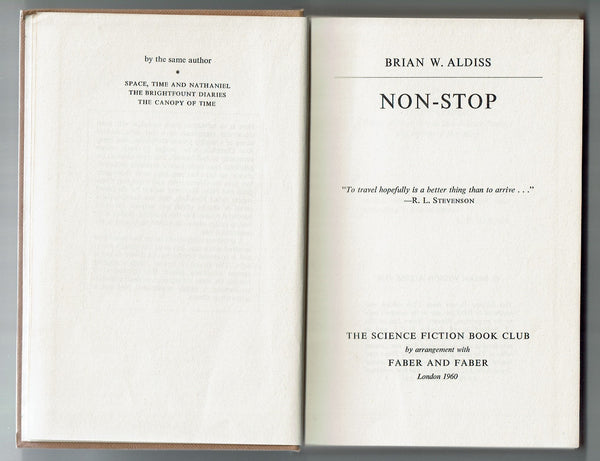 by the same author
*
SPACE, TIME AND NATHANIEL
THE BRIGHTFOUNT DIARIES
THE CANOPY OF TIME
BRIAN W. ALDISS
NON-STOP
"To travel hopefully is a better thing than to arrive . . ."
—R. L. STEVENSON
THE SCIENCE FICTION BOOK CLUB
by arrangement with
FABER AND FABER
London 1960